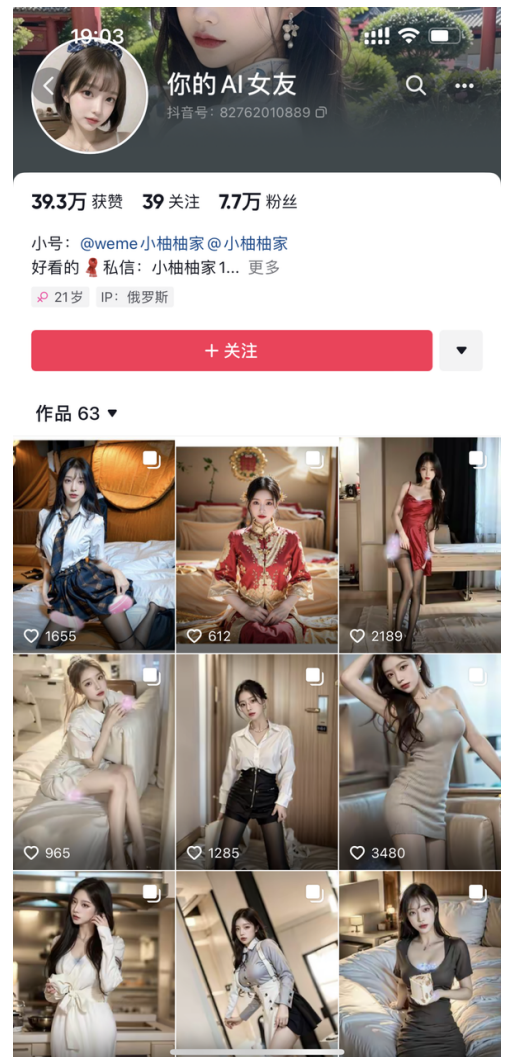 19:03
你的AI女友
抖音号：82762010889
39.3万 获赞 39 关注 7.7万 粉丝
小号：@weme小柚柚家@小柚柚家
好看的🧣私信：小柚柚家1... 更多
21岁 IP：俄罗斯
＋关注
作品 63
1655 612 2189
965 1285 3480